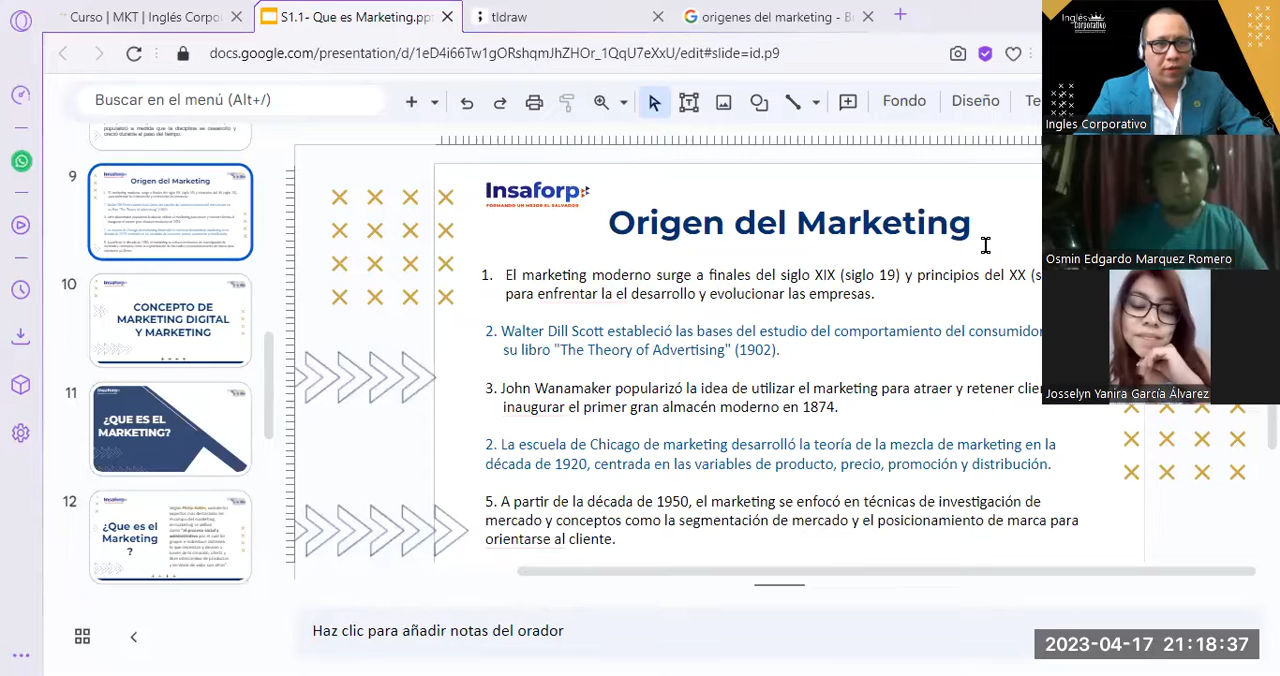 Curso | MKT | Inglés Corpo
S1.1- Que es Marketing.pp
tldraw
origenes del marketing - B
docs.google.com/presentation/d/1eD4i66Tw1gORshqmJhZHOr_1QqU7eXxU/edit#slide=id.p9
Buscar en el menú (Alt+/)
Fondo
Diseño
Te
Inglés
Corporativo
Ingles Corporativo
Osmin Edgardo Marquez Romero
Josselyn Yanira García Álvarez
9
Origen del Marketing
10
CONCEPTO DE
MARKETING DIGITAL
Y MARKETING
11
¿QUE ES EL
MARKETING?
12
¿Que es el
Marketing
?
Insaforp
FORMANDO UN MEJOR EL SALVADOR
Origen del Marketing
1. El marketing moderno surge a finales del siglo XIX (siglo 19) y principios del XX (s
para enfrentar la el desarrollo y evolucionar las empresas.
2. Walter Dill Scott estableció las bases del estudio del comportamiento del consumidor
su libro "The Theory of Advertising" (1902).
3. John Wanamaker popularizó la idea de utilizar el marketing para atraer y retener clie
inaugurar el primer gran almacén moderno en 1874.
2. La escuela de Chicago de marketing desarrolló la teoría de la mezcla de marketing en la
década de 1920, centrada en las variables de producto, precio, promoción y distribución.
5. A partir de la década de 1950, el marketing se enfocó en técnicas de investigación de
mercado y conceptos como la segmentación de mercado y el posicionamiento de marca para
orientarse al cliente.
Haz clic para añadir notas del orador
2023-04-17 21:18:37